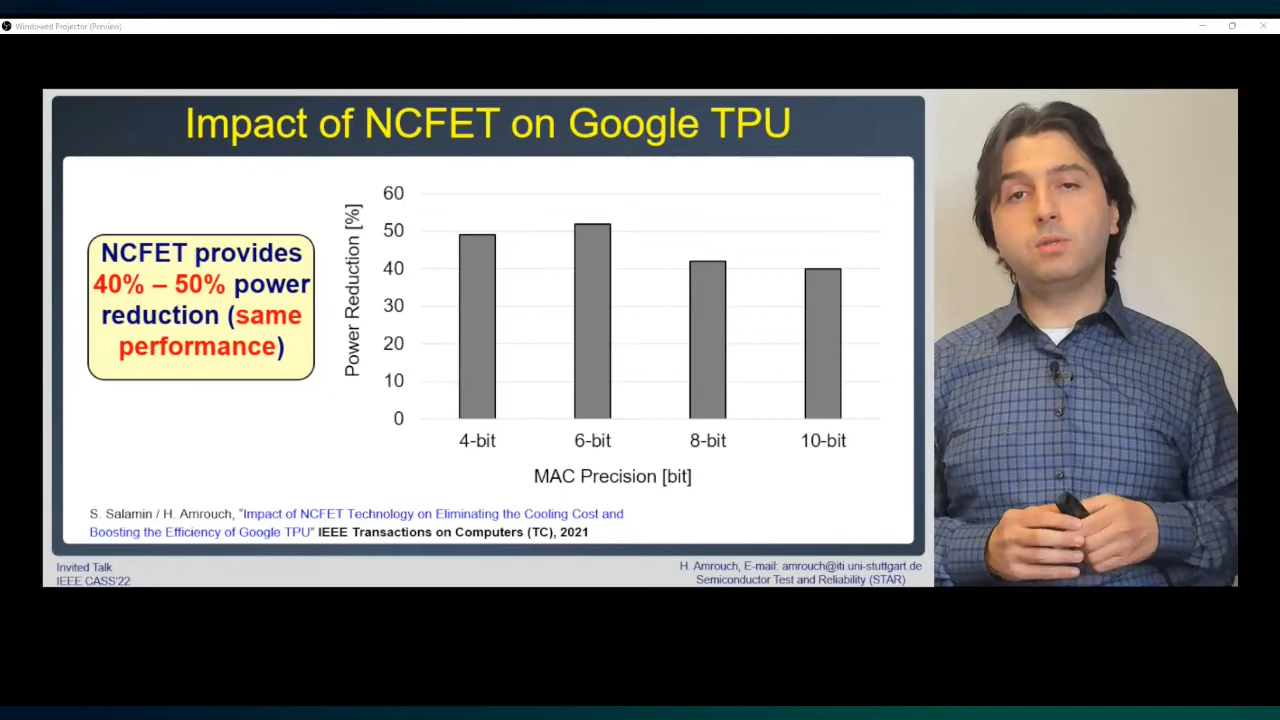 Windowed Projector (Preview)
Impact of NCFET on Google TPU
NCFET provides
40% – 50% power
reduction (same
performance)
Power Reduction [%]
60
50
40
30
20
10
0
4-bit 6-bit 8-bit 10-bit
MAC Precision [bit]
S. Salamin / H. Amrouch, "Impact of NCFET Technology on Eliminating the Cooling Cost and
Boosting the Efficiency of Google TPU" IEEE Transactions on Computers (TC), 2021
Invited Talk
IEEE CASS'22
H. Amrouch, E-mail: amrouch@iti.uni-stuttgart.de
Semiconductor Test and Reliability (STAR)